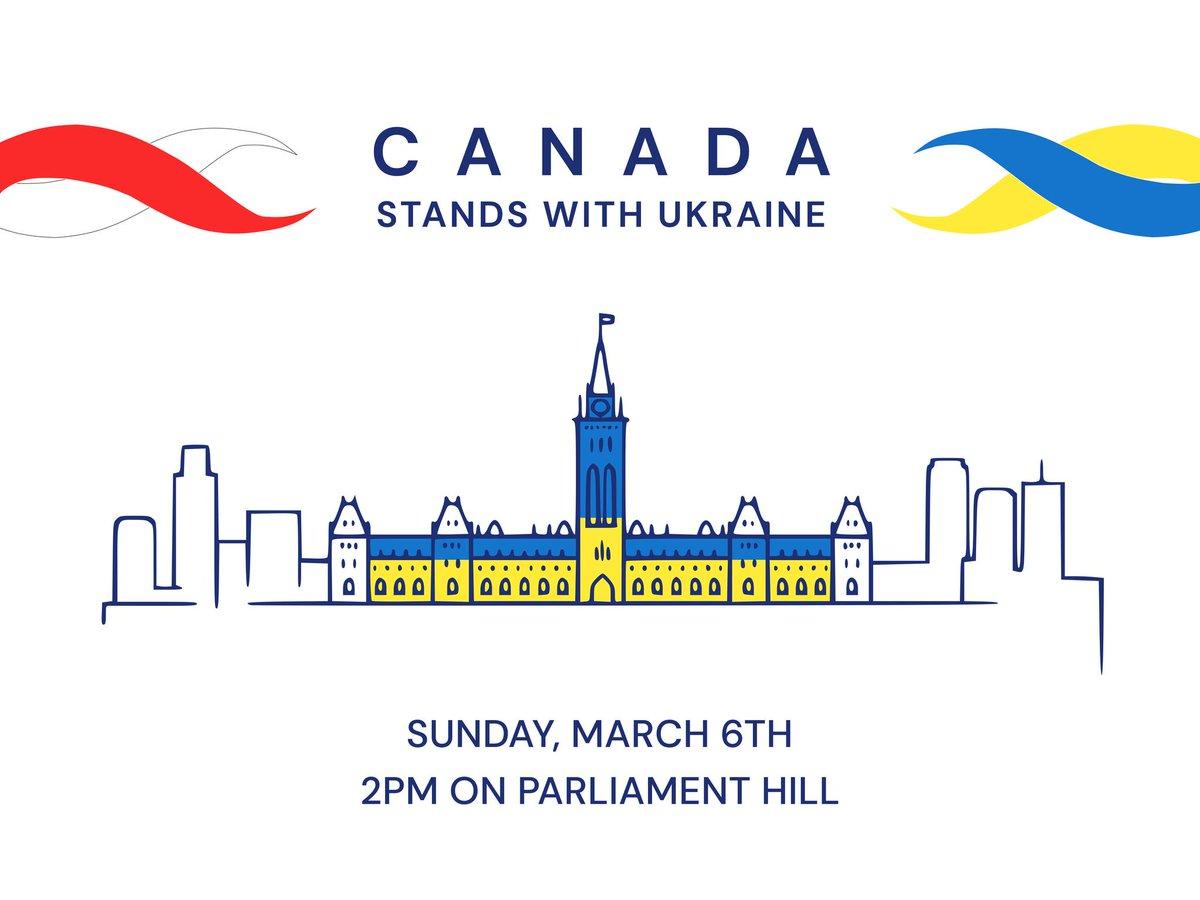 CANADA
STANDS WITH UKRAINE
SUNDAY, MARCH 6TH
2PM ON PARLIAMENT HILL